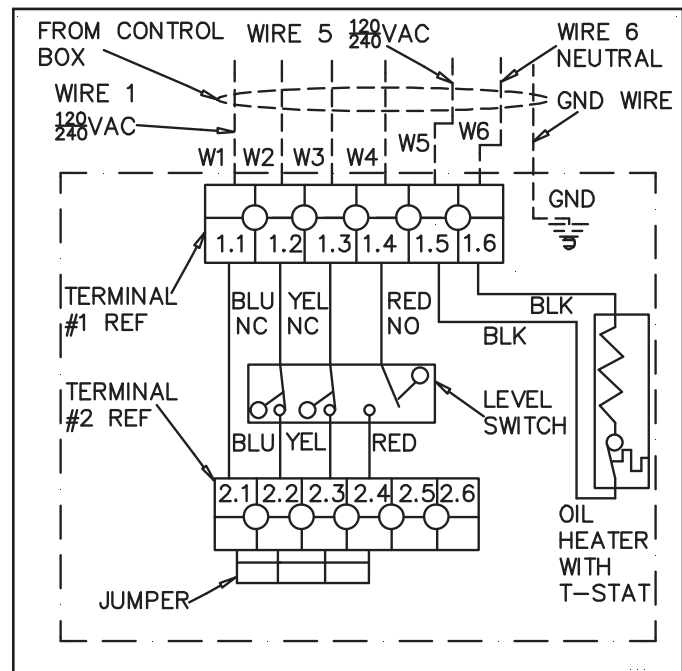 FROM CONTROL
BOX
WIRE 5 120/240VAC
WIRE 6
NEUTRAL
WIRE 1
120/240VAC
GND WIRE
W1 W2 W3 W4 W5 W6
GND
1.1 1.2 1.3 1.4 1.5 1.6
TERMINAL
#1 REF
BLU
NC
YEL
NC
RED
NO
BLK
BLK
TERMINAL
#2 REF
LEVEL
SWITCH
BLU YEL RED
2.1 2.2 2.3 2.4 2.5 2.6
OIL
HEATER
WITH
T-STAT
JUMPER